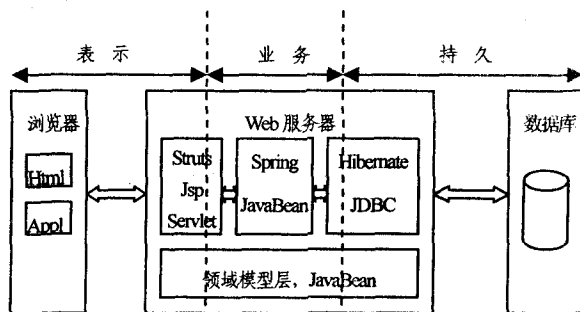 表 示
业 务
持 久
浏览器
Html
Appl
Web 服务器
Struts
Jsp
Servlet
Spring
JavaBean
Hibernate
JDBC
领域模型层，JavaBean
数据库